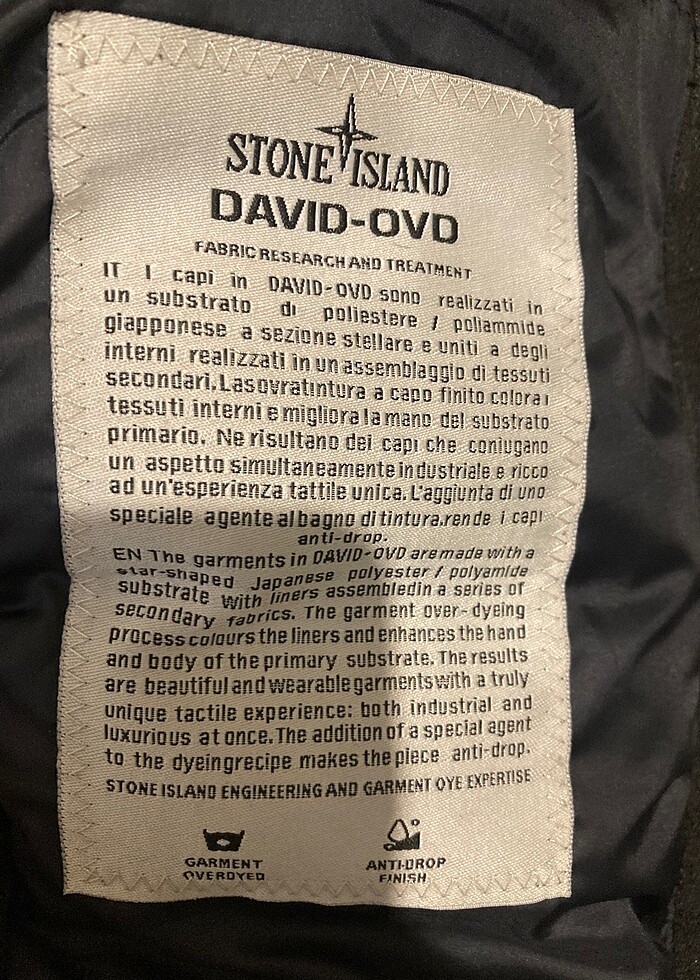 STONE ISLAND
DAVID-OVD
FABRIC RESEARCH AND TREATMENT
IT I capi in DAVID-OVD sono realizzati in
un substrato di poliestere / poliammide
giapponese a sezione stellare e uniti a degli
interni realizzati in un assemblaggio di tessuti
secondari. La sovratintura a capo finito colora i
tessuti interni e migliora la mano del substrato
primario. Ne risultano dei capi che coniugano
un aspetto simultaneamente industriale e ricco
ad un'esperienza tattile unica. L'aggiunta di uno
speciale agente al bagno di tintura, rende i capi
anti-drop.
EN The garments in DAVID-OVD are made with a
star-shaped Japanese polyester / polyamide
substrate with liners assembled in a series of
secondary fabrics. The garment over-dyeing
process colours the liners and enhances the hand
and body of the primary substrate. The results
are beautiful and wearable garments with a truly
unique tactile experience: both industrial and
luxurious at once. The addition of a special agent
to the dyeing recipe makes the piece anti-drop.
STONE ISLAND ENGINEERING AND GARMENT DYE EXPERTISE
GARMENT OVERDYED
ANTI-DROP FINISH